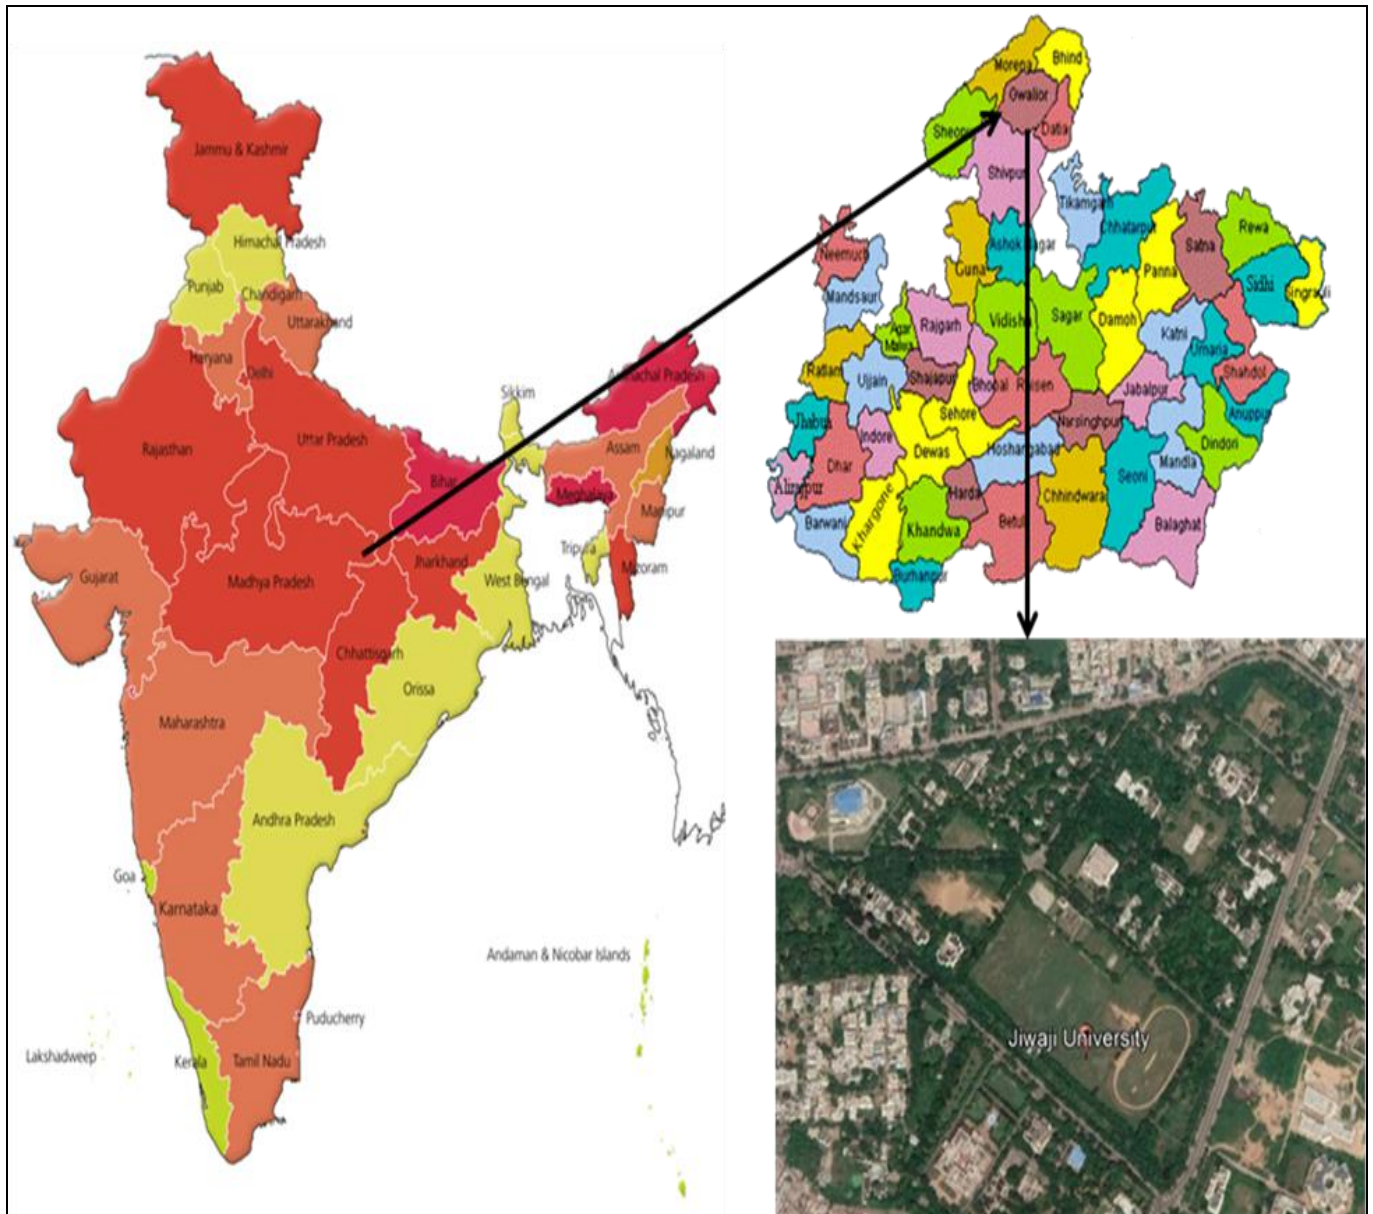 Jammu & Kashmir
Himachal Pradesh
Punjab
Chandigarh
Uttarakhand
Haryana
Delhi
Rajasthan
Uttar Pradesh
Bihar
Sikkim
Arunachal Pradesh
Assam
Nagaland
Meghalaya
Manipur
Tripura
Mizoram
Gujarat
Madhya Pradesh
Jharkhand
West Bengal
Chhattisgarh
Orissa
Maharashtra
Andhra Pradesh
Goa
Karnataka
Andaman & Nicobar Islands
Puducherry
Lakshadweep
Kerala
Tamil Nadu
Morena
Bhind
Gwalior
Datia
Sheopur
Shivpuri
Tikamgarh
Chhatarpur
Satna
Rewa
Neemuch
Ashok Nagar
Guna
Panna
Sidhi
Singrauli
Mandsaur
Agar
Malwa
Rajgarh
Vidisha
Sagar
Damoh
Katni
Umaria
Ratlam
Ujjain
Shajapur
Bhopal
Raisen
Jabalpur
Shahdol
Jhabua
Indore
Sehore
Narsinghpur
Anuppur
Dewas
Hoshangabad
Dindori
Dhar
Mandla
Alirajpur
Harda
Chhindwara
Seoni
Barwani
Khargone
Khandwa
Betul
Balaghat
Burhanpur
Jiwaji University